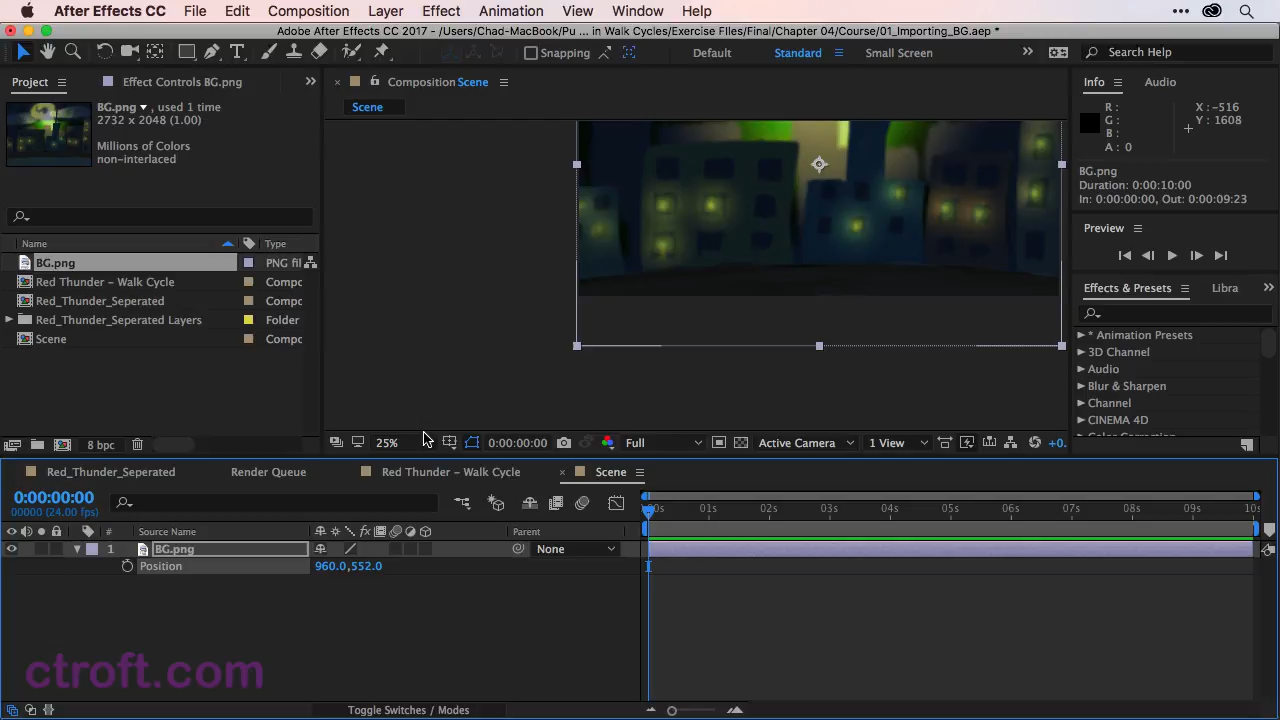 After Effects CC File Edit Composition Layer Effect Animation View Window Help
Adobe After Effects CC 2017 - /Users/Chad-MacBook/Pu ... in Walk Cycles/Exercise FIles/Final/Chapter 04/Course/01_Importing_BG.aep *
Snapping Default Standard Small Screen Search Help
Project Effect Controls BG.png Composition Scene Info Audio
BG.png , used 1 time
2732 x 2048 (1.00)
Millions of Colors
non-interlaced
Scene
R :
G :
B :
A : 0
X : -516
Y : 1608
BG.png
Duration: 0:00:10:00
In: 0:00:00:00, Out: 0:00:09:23
Preview
Effects & Presets Libra
* Animation Presets
3D Channel
Audio
Blur & Sharpen
Channel
CINEMA 4D
Name Type
BG.png PNG fil
Red Thunder - Walk Cycle Compo
Red_Thunder_Seperated Compo
Red_Thunder_Seperated Layers Folder
Scene Compo
8 bpc
25% 0:00:00:00 Full Active Camera 1 View +0.
Red_Thunder_Seperated Render Queue Red Thunder - Walk Cycle Scene
0:00:00:00
00000 (24.00 fps)
:00s 01s 02s 03s 04s 05s 06s 07s 08s 09s 10s
# Source Name Parent
1 BG.png None
Position 960.0,552.0
ctroft.com
Toggle Switches / Modes